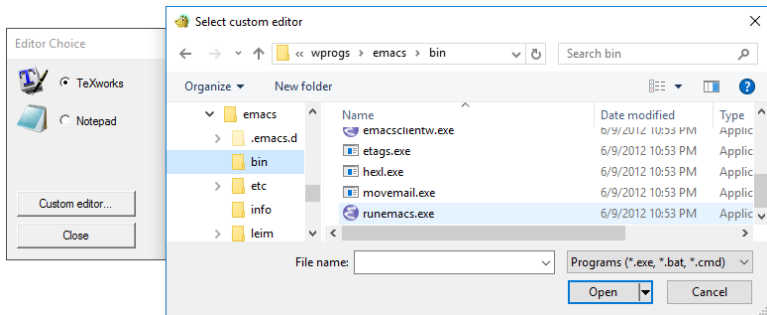 Editor Choice
TeXworks
Notepad
Custom editor...
Close
Select custom editor
« wprogs › emacs › bin
Search bin
Organize
New folder
emacs
.emacs.d
bin
etc
info
leim
Name Date modified Type
emacsclientw.exe 6/9/2012 10:53 PM Applic
etags.exe 6/9/2012 10:53 PM Applic
hexl.exe 6/9/2012 10:53 PM Applic
movemail.exe 6/9/2012 10:53 PM Applic
runemacs.exe 6/9/2012 10:53 PM Applic
File name:
Programs (*.exe, *.bat, *.cmd)
Open
Cancel